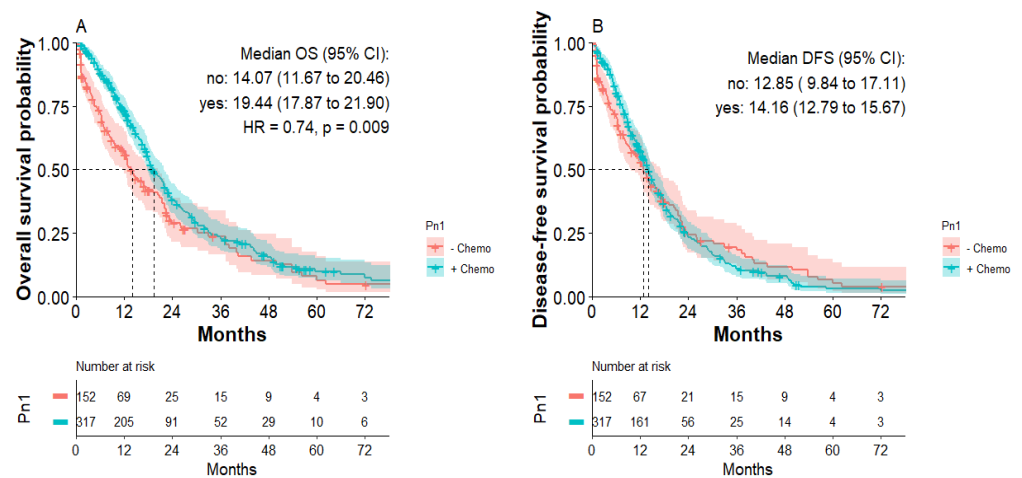 A
Overall survival probability
1.00
0.75
0.50
0.25
0.00
Median OS (95% CI):
no: 14.07 (11.67 to 20.46)
yes: 19.44 (17.87 to 21.90)
HR = 0.74, p = 0.009
0 12 24 36 48 60 72
Months
Pn1
- Chemo
+ Chemo
Number at risk
Pn1
152 69 25 15 9 4 3
317 205 91 52 29 10 6
0 12 24 36 48 60 72
Months
B
Disease-free survival probability
1.00
0.75
0.50
0.25
0.00
Median DFS (95% CI):
no: 12.85 ( 9.84 to 17.11)
yes: 14.16 (12.79 to 15.67)
0 12 24 36 48 60 72
Months
Pn1
- Chemo
+ Chemo
Number at risk
Pn1
152 67 21 15 9 4 3
317 161 56 25 14 4 3
0 12 24 36 48 60 72
Months